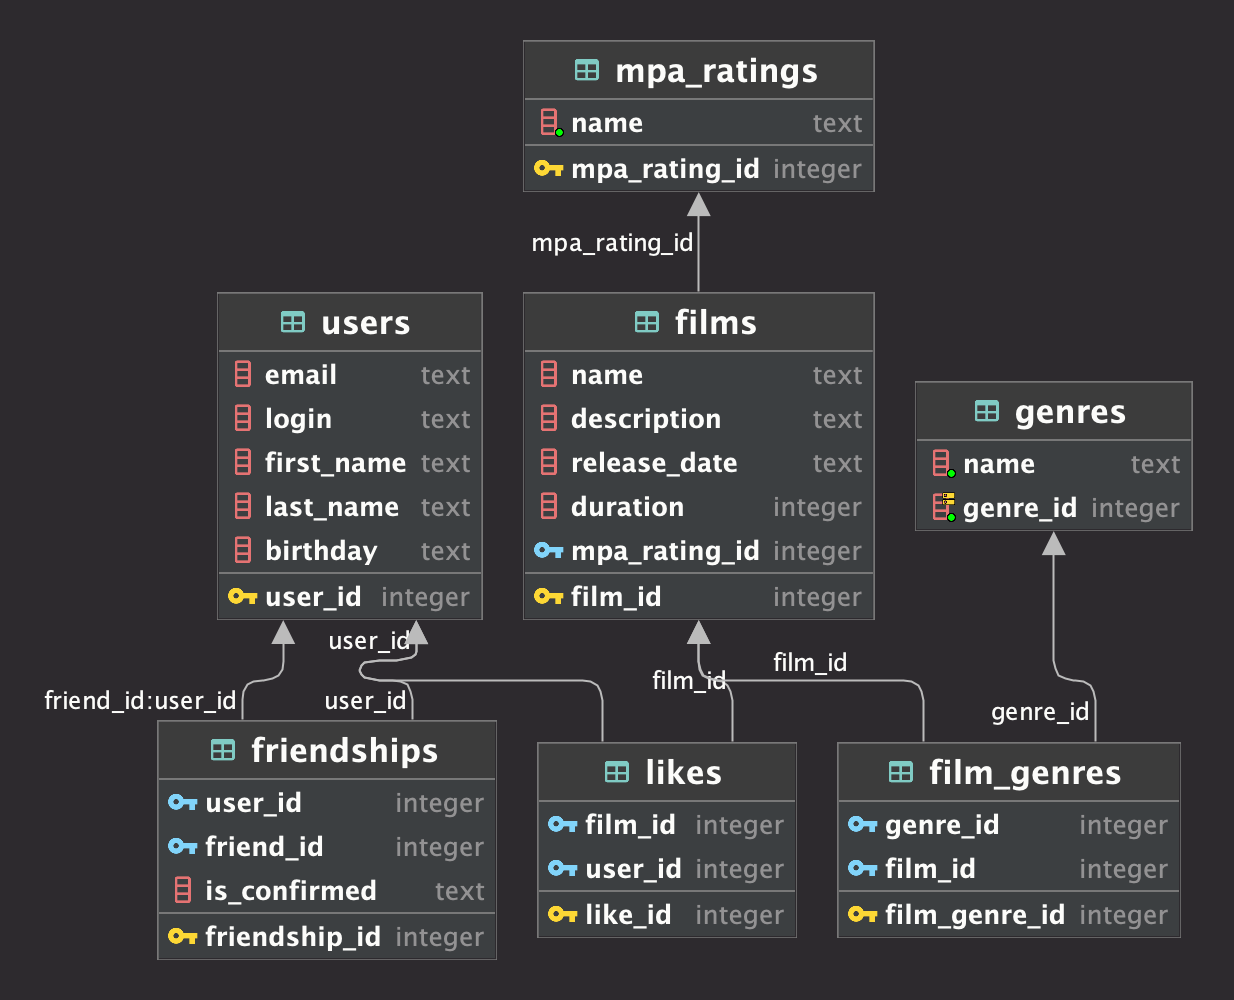 mpa_ratings
name text
mpa_rating_id integer
mpa_rating_id
users
email text
login text
first_name text
last_name text
birthday text
user_id integer
films
name text
description text
release_date text
duration integer
mpa_rating_id integer
film_id integer
genres
name text
genre_id integer
user_id
friend_id:user_id
user_id
film_id
film_id
genre_id
friendships
user_id integer
friend_id integer
is_confirmed text
friendship_id integer
likes
film_id integer
user_id integer
like_id integer
film_genres
genre_id integer
film_id integer
film_genre_id integer